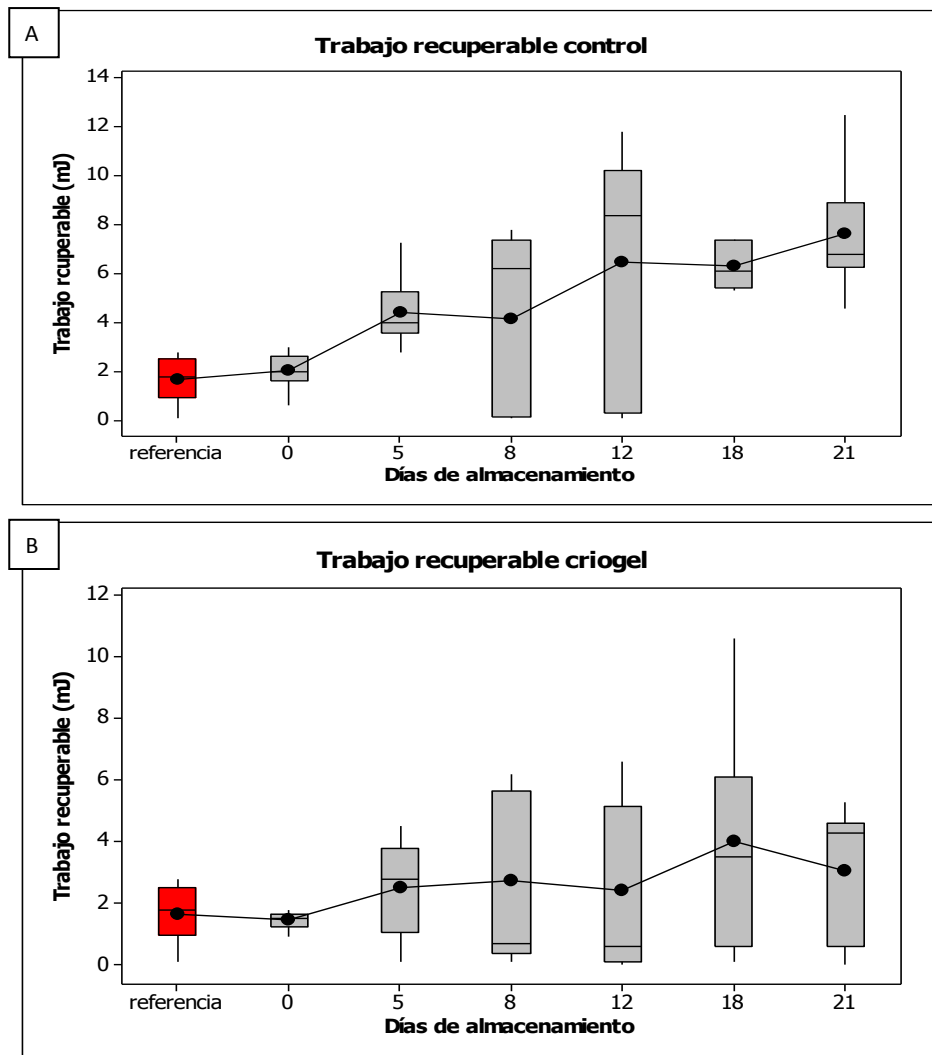 A
Trabajo recuperable control
Trabajo rcuperable (mJ)
14
12
10
8
6
4
2
0
referencia 0 5 8 12 18 21
Días de almacenamiento
B
Trabajo recuperable criogel
Trabajo recuperable (mJ)
12
10
8
6
4
2
0
referencia 0 5 8 12 18 21
Días de almacenamiento